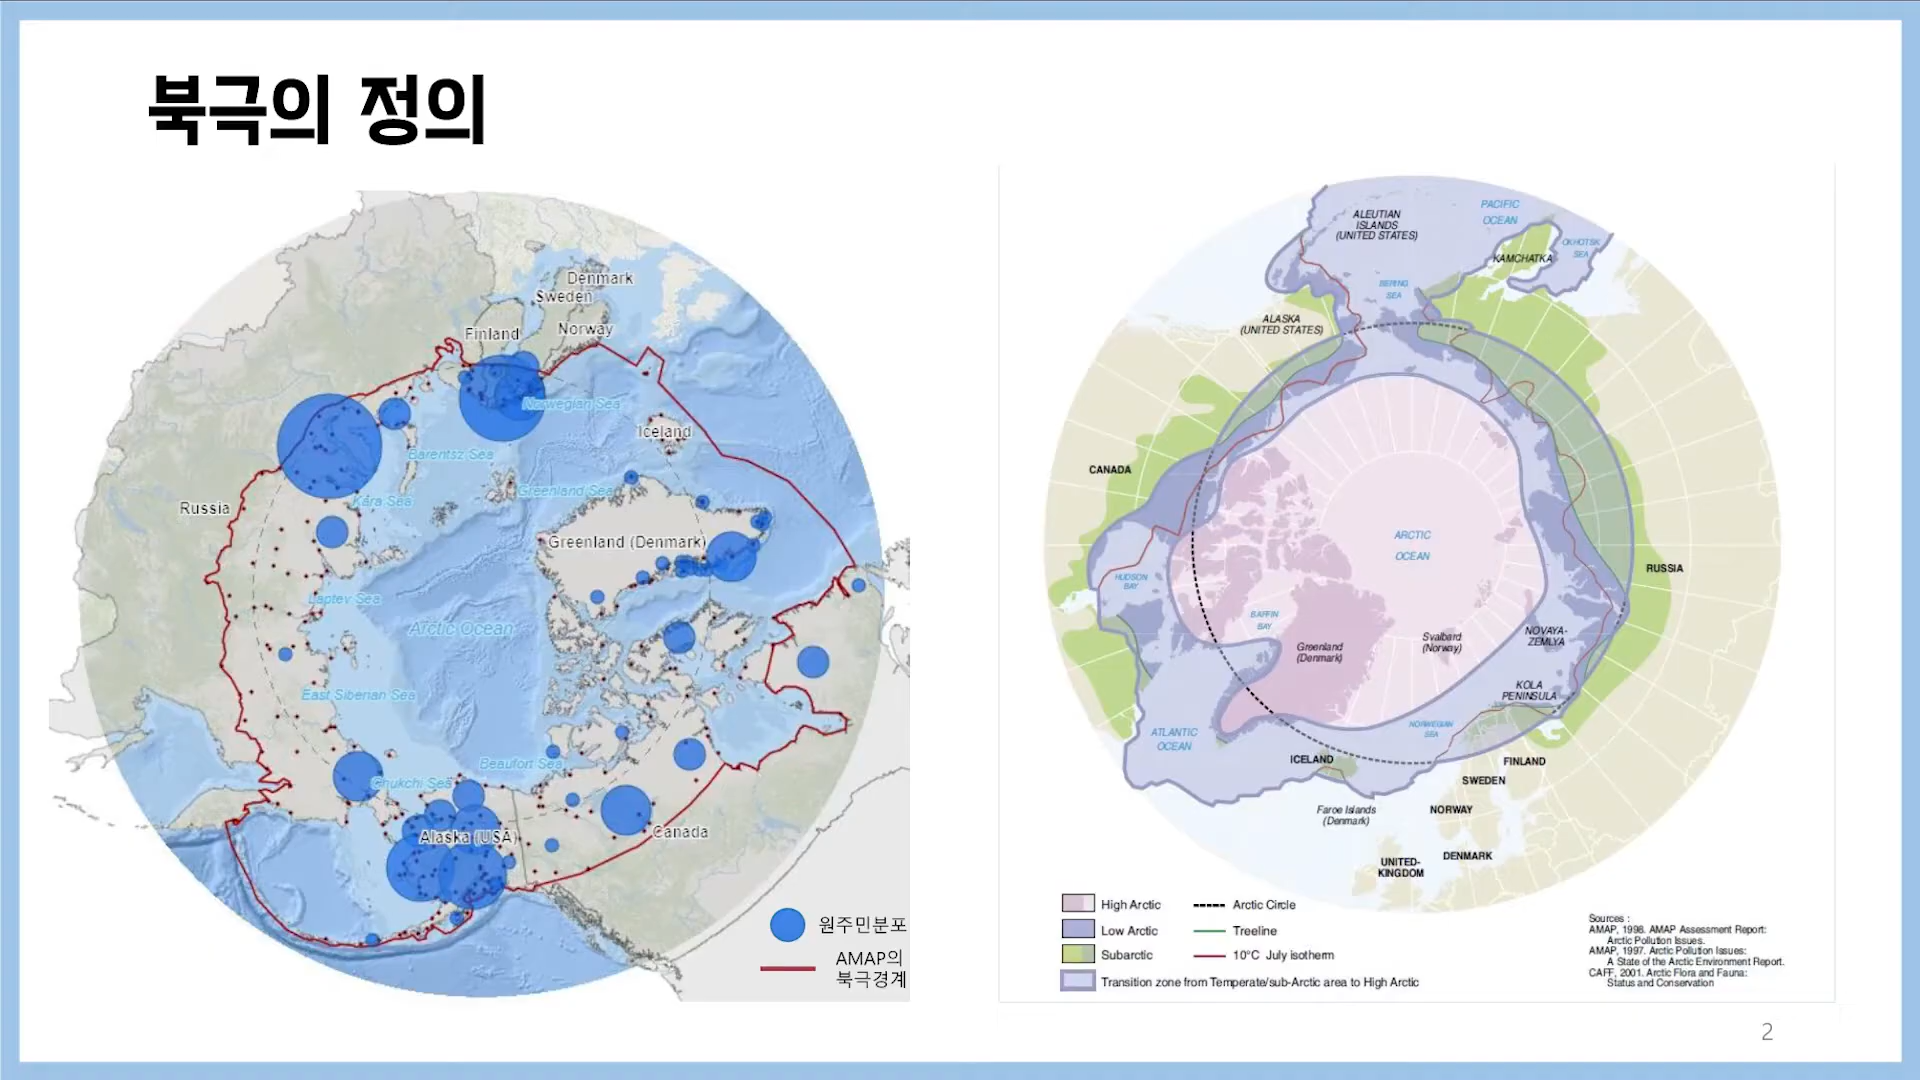 북극의 정의
Denmark
Sweden
Finland
Norway
Norwegian Sea
Iceland
Barentsz Sea
Greenland Sea
Kara Sea
Russia
Greenland (Denmark)
Laptev Sea
Arctic Ocean
East Siberian Sea
Beaufort Sea
Chukchi Sea
Alaska (USA)
Canada
원주민분포
AMAP의
북극경계
ALEUTIAN
ISLANDS
(UNITED STATES)
PACIFIC
OCEAN
OKHOTSK
SEA
KAMCHATKA
BERING
SEA
ALASKA
(UNITED STATES)
CANADA
ARCTIC
OCEAN
RUSSIA
HUDSON
BAY
BAFFIN
BAY
Greenland
(Denmark)
Svalbard
(Norway)
NOVAYA-
ZEMLYA
KOLA
PENINSULA
NORWEGIAN
SEA
ATLANTIC
OCEAN
ICELAND
FINLAND
SWEDEN
Faroe Islands
(Denmark)
NORWAY
DENMARK
UNITED-
KINGDOM
High Arctic
Low Arctic
Subarctic
Transition zone from Temperate/sub-Arctic area to High Arctic
Arctic Circle
Treeline
10°C July isotherm
Sources :
AMAP, 1998. AMAP Assessment Report:
Arctic Pollution Issues.
AMAP, 1997. Arctic Pollution Issues:
A State of the Arctic Environment Report.
CAFF, 2001. Arctic Flora and Fauna:
Status and Conservation
2